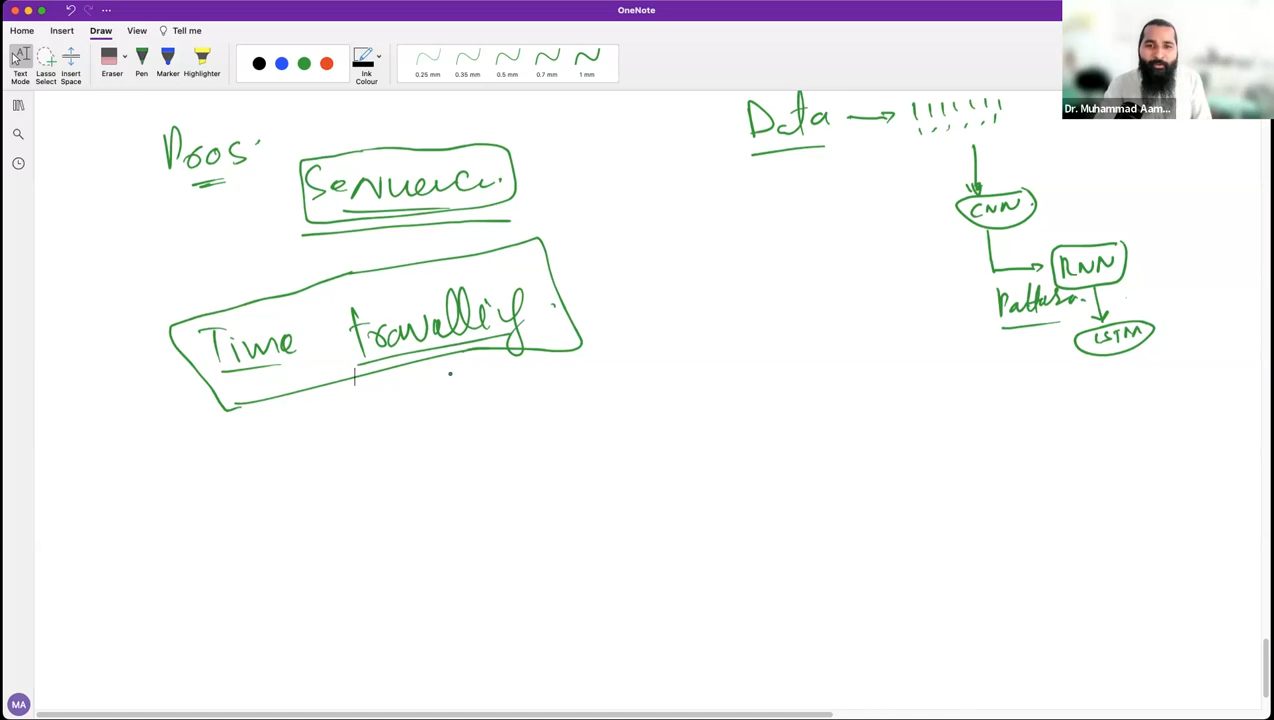 OneNote
Home Insert Draw View Tell me
Text Mode
Lasso Select
Insert Space
Eraser
Pen
Marker
Highlighter
Ink Colour
0.25 mm 0.35 mm 0.5 mm 0.7 mm 1 mm
Dr. Muhammad Aam...
Data
Pros.
CNN
RNN
LSTM
Time travelling
MA